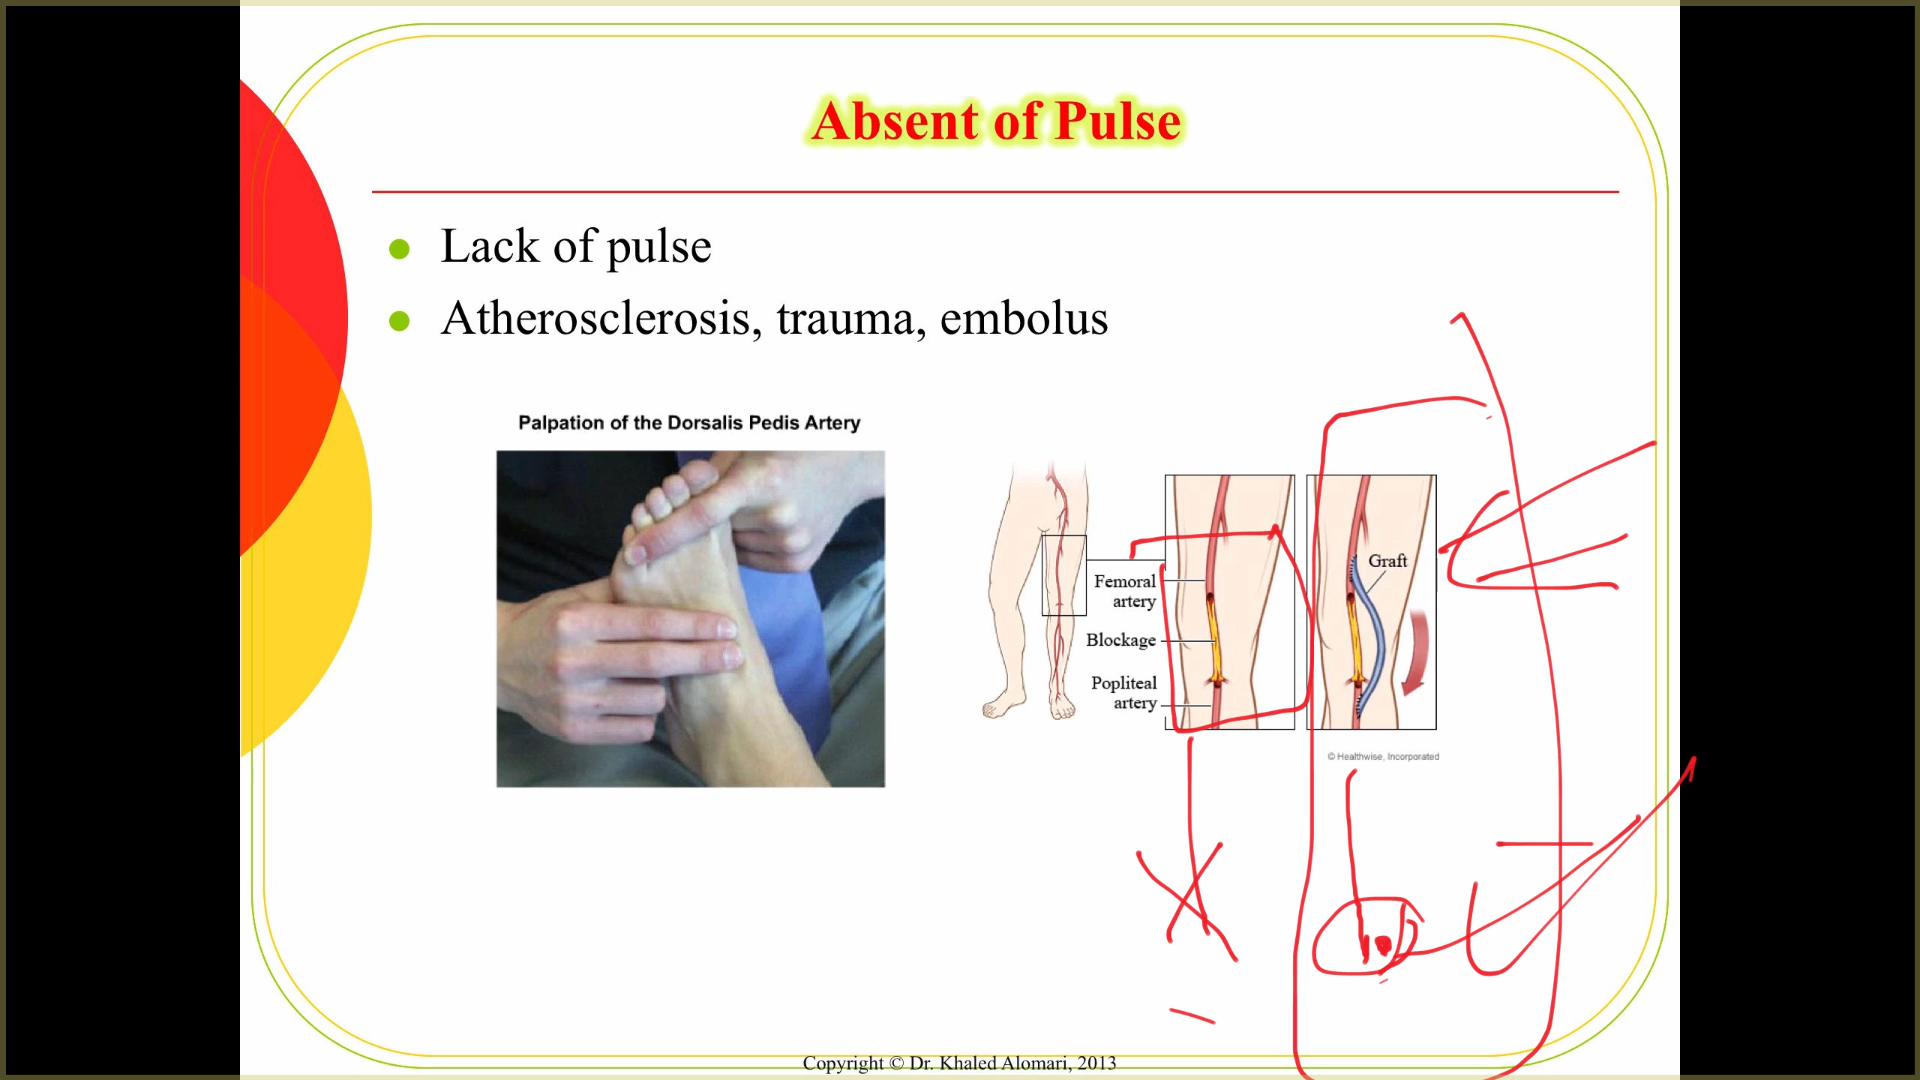 Absent of Pulse
Lack of pulse
Atherosclerosis, trauma, embolus
Palpation of the Dorsalis Pedis Artery
Femoral
artery
Blockage
Popliteal
artery
Graft
© Healthwise, Incorporated
Copyright © Dr. Khaled Alomari, 2013